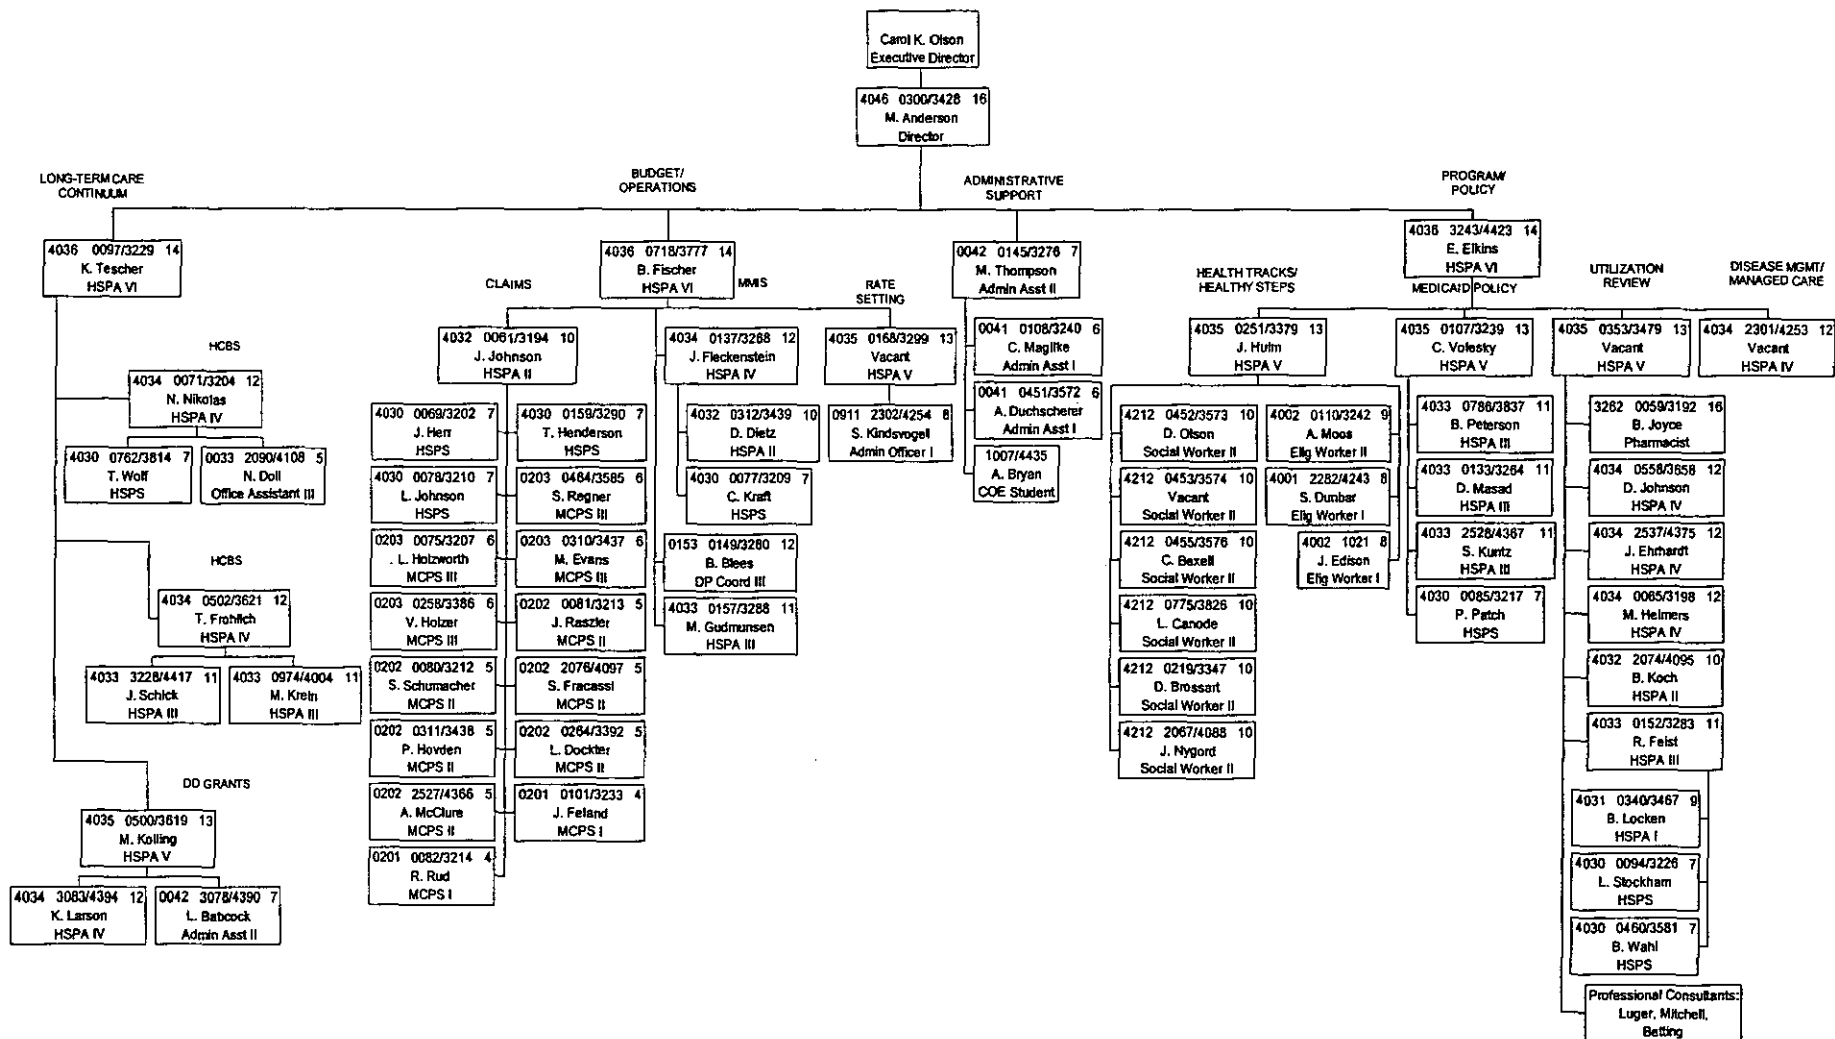 Carol K. Olson
Executive Director
4046 0300/3428 16
M. Anderson
Director
LONG-TERM CARE
CONTINUUM
BUDGET/
OPERATIONS
ADMINISTRATIVE
SUPPORT
PROGRAM/
POLICY
4036 0097/3229 14
K. Tescher
HSPA VI
4036 0718/3777 14
B. Fischer
HSPA VI
0042 0145/3276 7
M. Thompson
Admin Asst II
4036 3243/4423 14
E. Elkins
HSPA VI
HCBS
4034 0071/3204 12
N. Nikolas
HSPA IV
4030 0762/3814 7
T. Wolf
HSPS
0033 2090/4108 5
N. Doll
Office Assistant III
HCBS
4034 0502/3621 12
T. Frohlich
HSPA IV
4033 3228/4417 11
J. Schick
HSPA III
4033 0974/4004 11
M. Krein
HSPA III
DD GRANTS
4035 0500/3619 13
M. Kolling
HSPA V
4034 3083/4394 12
K. Larson
HSPA IV
0042 3078/4390 7
L. Babcock
Admin Asst II
CLAIMS
4032 0061/3194 10
J. Johnson
HSPA II
4030 0069/3202 7
J. Herr
HSPS
4030 0159/3290 7
T. Henderson
HSPS
4030 0078/3210 7
L. Johnson
HSPS
0203 0464/3585 6
S. Regner
MCPS III
0203 0075/3207 6
. L. Holzworth
MCPS III
0203 0310/3437 6
M. Evans
MCPS III
0203 0258/3386 6
V. Holzer
MCPS III
0202 0081/3213 5
J. Raszler
MCPS II
0202 0080/3212 5
S. Schumacher
MCPS II
0202 2076/4097 5
S. Fracassi
MCPS II
0202 0311/3438 5
P. Hovden
MCPS II
0202 0264/3392 5
L. Dockter
MCPS II
0202 2527/4366 5
A. McClure
MCPS II
0201 0101/3233 4
J. Feland
MCPS I
0201 0082/3214 4
R. Rud
MCPS I
MMIS
4034 0137/3268 12
J. Fleckenstein
HSPA IV
4032 0312/3439 10
D. Dietz
HSPA II
4030 0077/3209 7
C. Kraft
HSPS
0153 0149/3280 12
B. Blees
DP Coord III
4033 0157/3288 11
M. Gudmunsen
HSPA III
RATE
SETTING
4035 0168/3299 13
Vacant
HSPA V
0911 2302/4254 8
S. Kindsvogel
Admin Officer I
0041 0108/3240 6
C. Magilke
Admin Asst I
0041 0451/3572 6
A. Duchscherer
Admin Asst I
1007/4435
A. Bryan
COE Student
HEALTH TRACKS/
HEALTHY STEPS
4035 0251/3379 13
J. Hulm
HSPA V
4212 0452/3573 10
D. Olson
Social Worker II
4212 0453/3574 10
Vacant
Social Worker II
4212 0455/3576 10
C. Bexell
Social Worker II
4212 0775/3826 10
L. Canode
Social Worker II
4212 0219/3347 10
D. Brossart
Social Worker II
4212 2067/4088 10
J. Nygord
Social Worker II
4002 0110/3242 9
A. Moos
Elig Worker II
4001 2282/4243 8
S. Dunbar
Elig Worker I
4002 1021 8
J. Edison
Elig Worker I
MEDICAID POLICY
4035 0107/3239 13
C. Volesky
HSPA V
4033 0786/3837 11
B. Peterson
HSPA III
4033 0133/3264 11
D. Masad
HSPA III
4033 2528/4367 11
S. Kuntz
HSPA III
4030 0085/3217 7
P. Patch
HSPS
UTILIZATION
REVIEW
4035 0353/3479 13
Vacant
HSPA V
3262 0059/3192 16
B. Joyce
Pharmacist
4034 0558/3658 12
D. Johnson
HSPA IV
4034 2537/4375 12
J. Ehrhardt
HSPA IV
4034 0065/3198 12
M. Helmers
HSPA IV
4032 2074/4095 10
B. Koch
HSPA II
4033 0152/3283 11
R. Feist
HSPA III
4031 0340/3467 9
B. Locken
HSPA I
4030 0094/3226 7
L. Stockham
HSPS
4030 0460/3581 7
B. Wahl
HSPS
Professional Consultants:
Luger, Mitchell,
Betting
DISEASE MGMT/
MANAGED CARE
4034 2301/4253 12
Vacant
HSPA IV